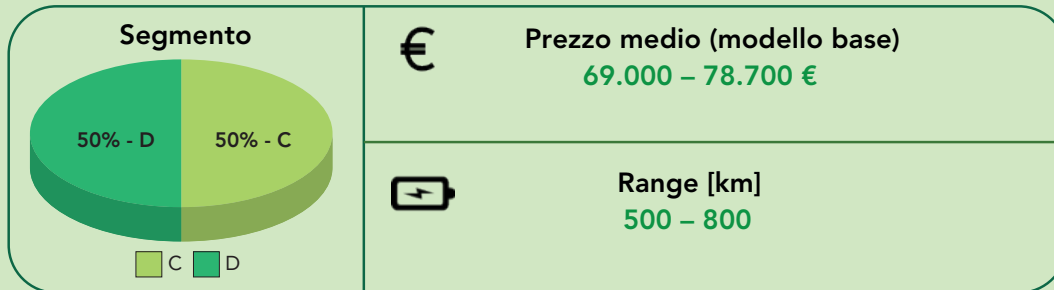 Segmento
50% - D
50% - C
C
D
€
Prezzo medio (modello base)
69.000 – 78.700 €
Range [km]
500 – 800